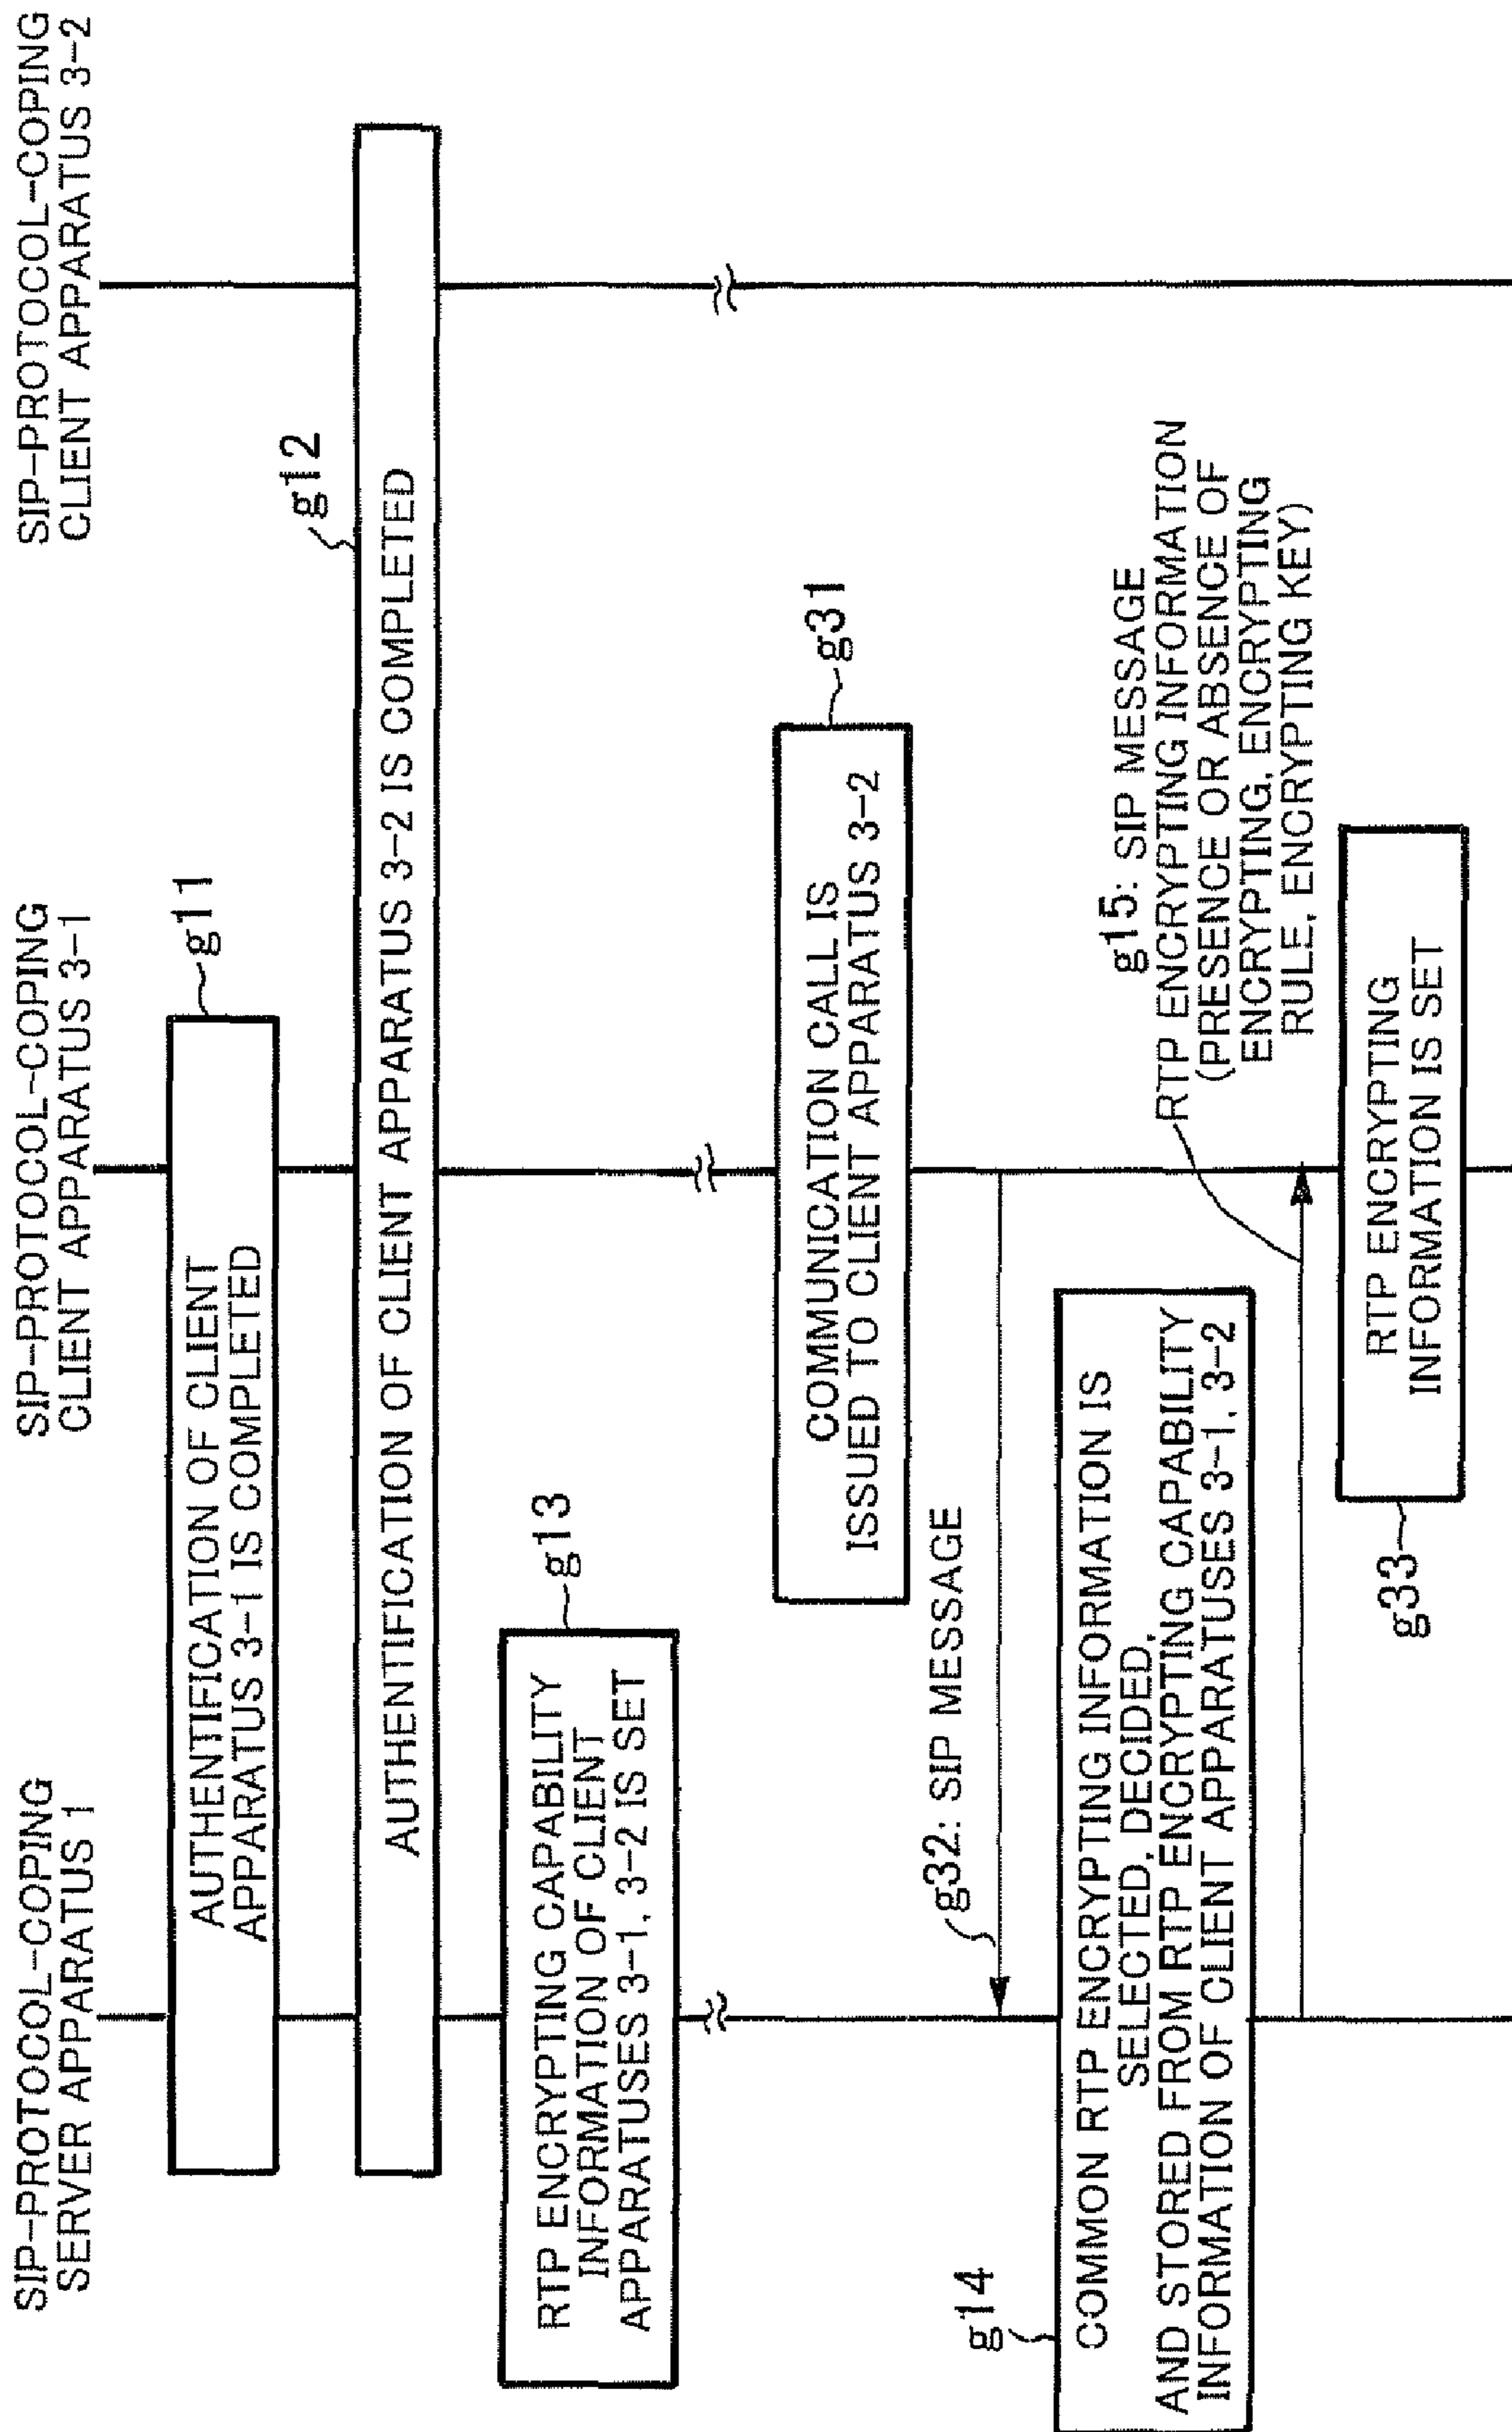 SIP-PROTOCOL-COPING
SERVER APPARATUS 1
SIP-PROTOCOL-COPING
CLIENT APPARATUS 3-1
SIP-PROTOCOL-COPING
CLIENT APPARATUS 3-2
g11
AUTHENTIFICATION OF CLIENT
APPARATUS 3-1 IS COMPLETED
g12
AUTHENTIFICATION OF CLIENT APPARATUS 3-2 IS COMPLETED
g13
RTP ENCRYPTING CAPABILITY
INFORMATION OF CLIENT
APPARATUSES 3-1, 3-2 IS SET
g31
COMMUNICATION CALL IS
ISSUED TO CLIENT APPARATUS 3-2
g32: SIP MESSAGE
g14
COMMON RTP ENCRYPTING INFORMATION IS
SELECTED, DECIDED,
AND STORED FROM RTP ENCRYPTING CAPABILITY
INFORMATION OF CLIENT APPARATUSES 3-1, 3-2
g15: SIP MESSAGE
RTP ENCRYPTING INFORMATION
(PRESENCE OR ABSENCE OF
ENCRYPTING, ENCRYPTING
RULE, ENCRYPTING KEY)
g33
RTP ENCRYPTING
INFORMATION IS SET